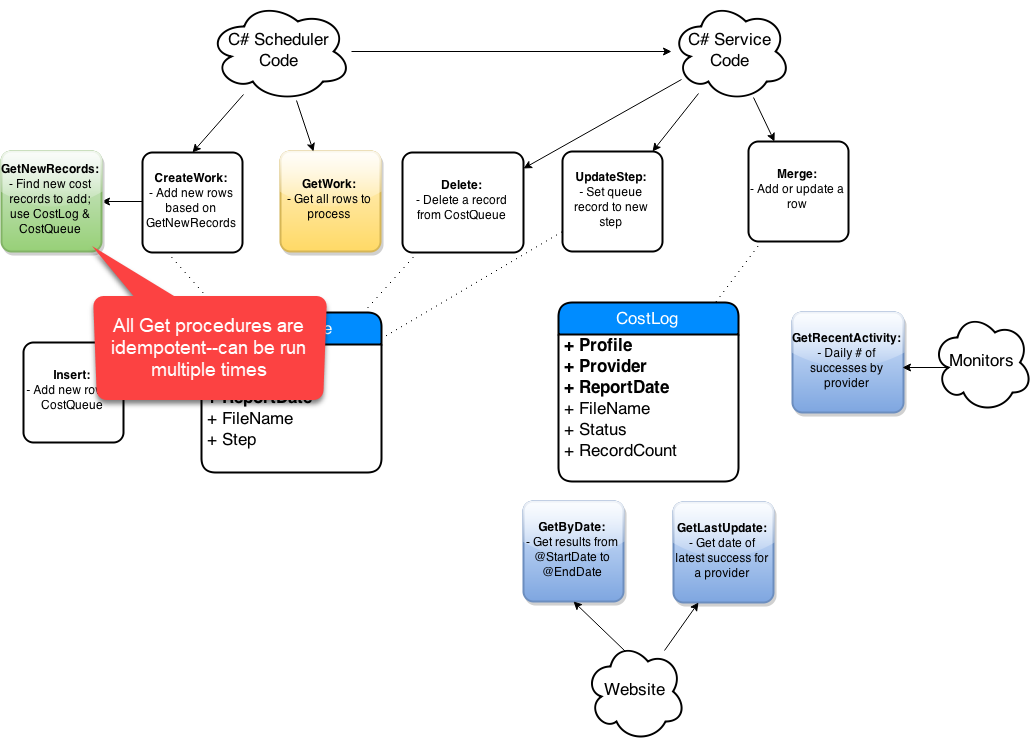 C# Scheduler
Code
C# Service
Code
GetNewRecords:
- Find new cost
records to add;
use CostLog &
CostQueue
CreateWork:
- Add new rows
based on
GetNewRecords
GetWork:
- Get all rows to
process
Delete:
- Delete a record
from CostQueue
UpdateStep:
- Set queue
record to new
step
Merge:
- Add or update a
row
All Get procedures are
idempotent--can be run
multiple times
Insert:
- Add new
CostQueue
+ ReportDate
+ FileName
+ Step
CostLog
+ Profile
+ Provider
+ ReportDate
+ FileName
+ Status
+ RecordCount
GetRecentActivity:
- Daily # of
successes by
provider
Monitors
GetByDate:
- Get results from
@StartDate to
@EndDate
GetLastUpdate:
- Get date of
latest success for
a provider
Website